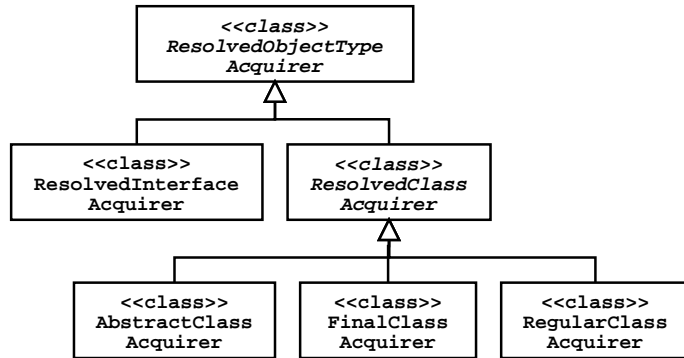 <<class>>
ResolvedObjectType
Acquirer
<<class>>
ResolvedInterface
Acquirer
<<class>>
ResolvedClass
Acquirer
<<class>>
AbstractClass
Acquirer
<<class>>
FinalClass
Acquirer
<<class>>
RegularClass
Acquirer